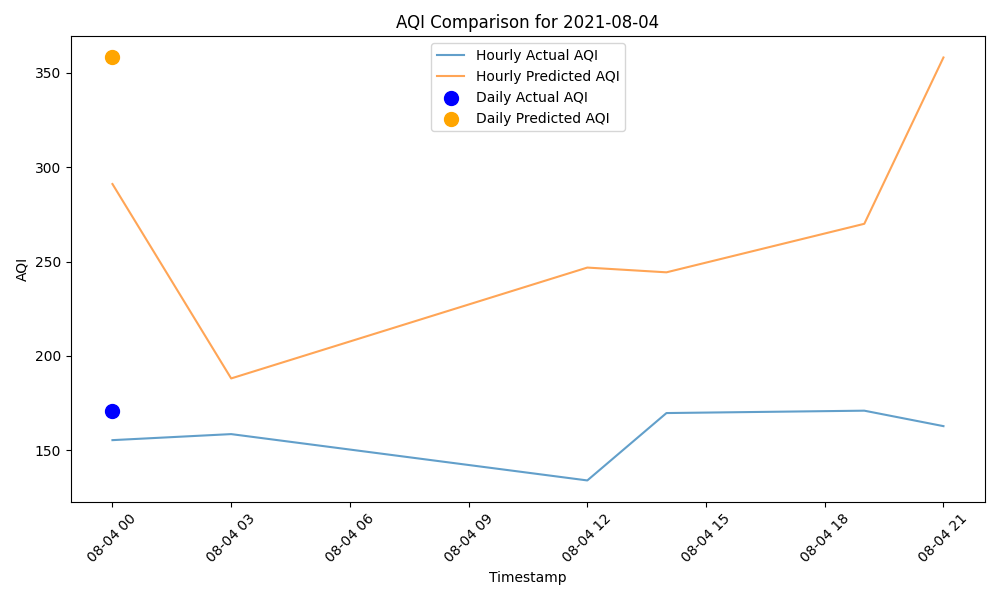 AQI Comparison for 2021-08-04
Hourly Actual AQI
Hourly Predicted AQI
Daily Actual AQI
Daily Predicted AQI
AQI
350
300
250
200
150
08-04 00
08-04 03
08-04 06
08-04 09
08-04 12
08-04 15
08-04 18
08-04 21
Timestamp